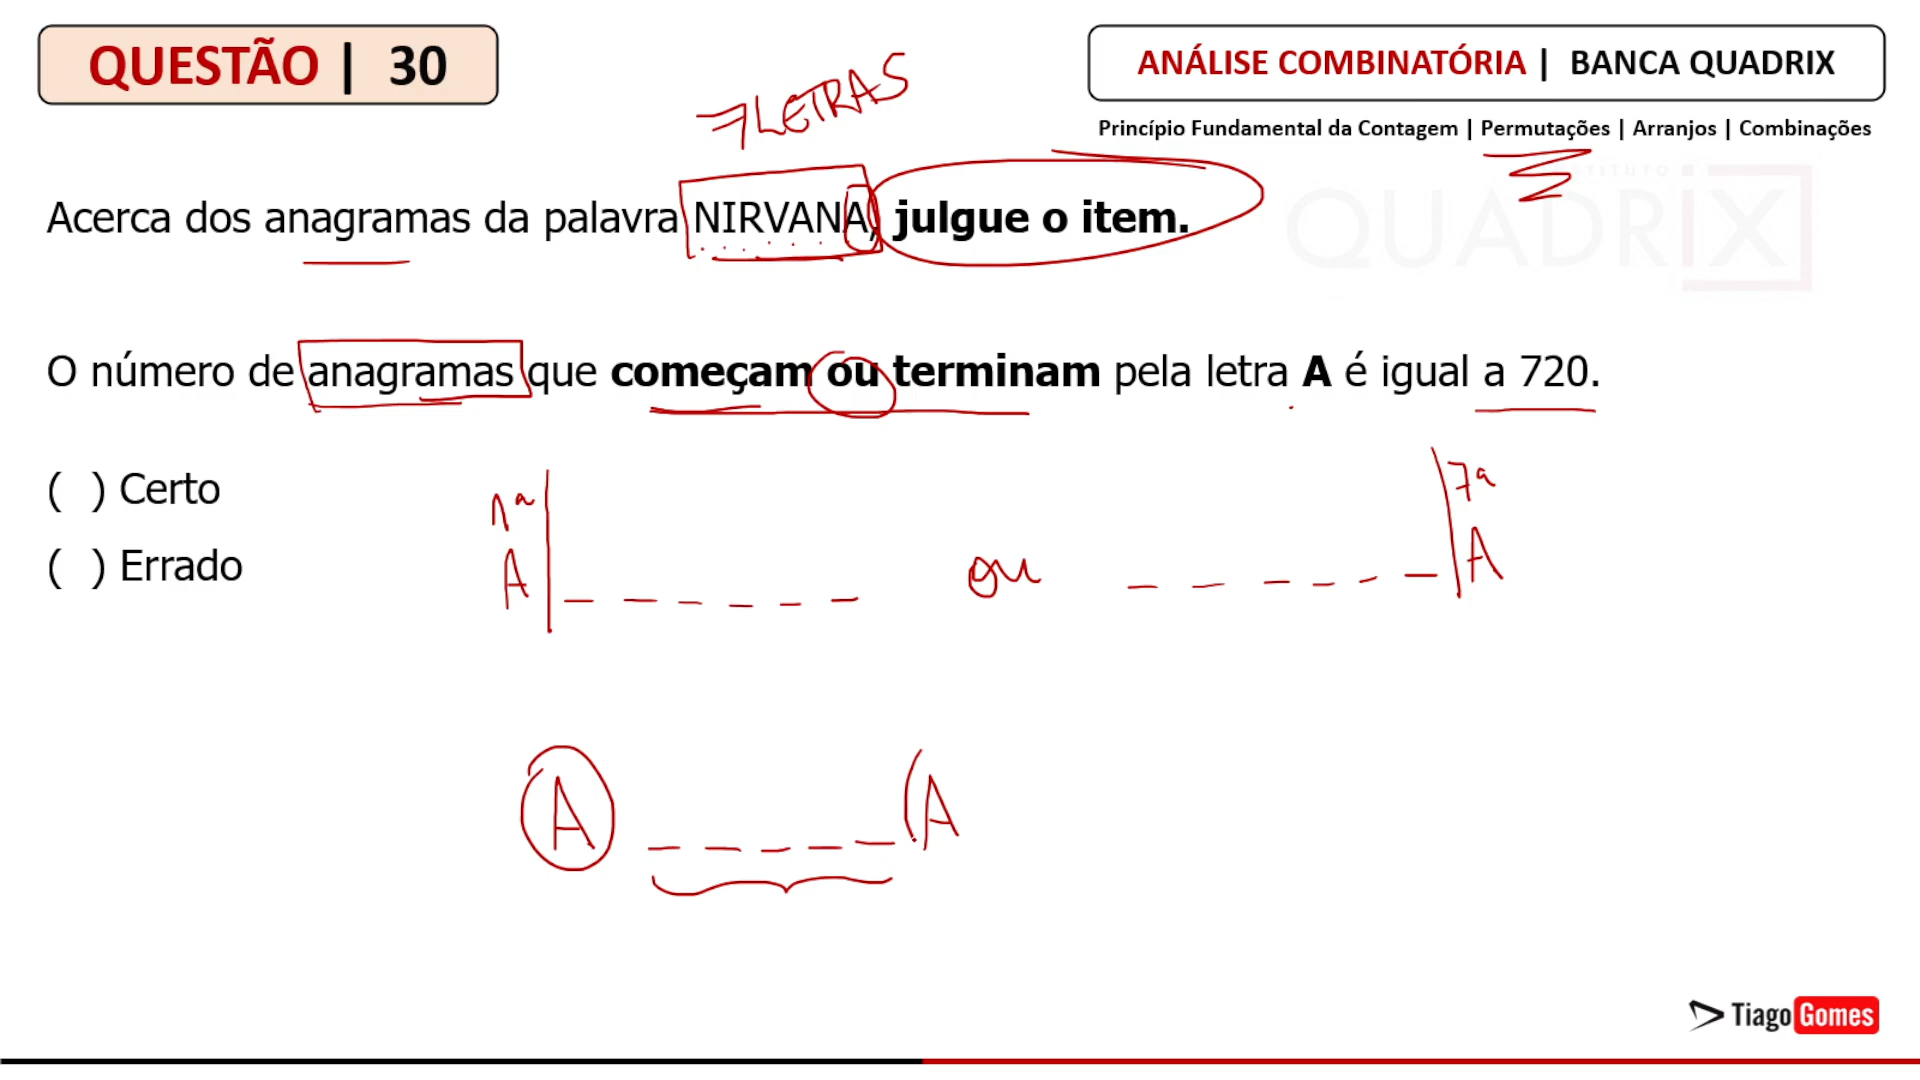 QUESTÃO | 30
ANÁLISE COMBINATÓRIA | BANCA QUADRIX
Princípio Fundamental da Contagem | Permutações | Arranjos | Combinações
7 LETRAS
QUADRIX
Acerca dos anagramas da palavra NIRVANA, julgue o item.
O número de anagramas que começam ou terminam pela letra A é igual a 720.
( ) Certo
( ) Errado
1ª
A _ _ _ _ _ _ ou _ _ _ _ _ _ A
7ª
A _ _ _ _ _ A
Tiago Gomes